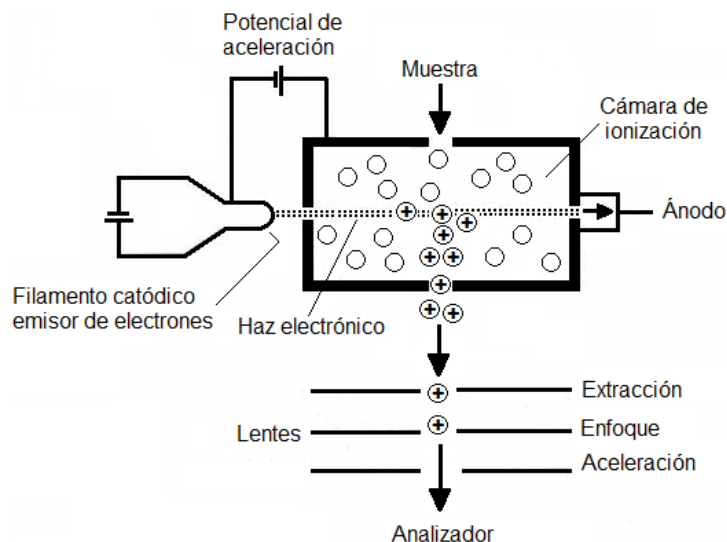 Potencial de
aceleración
Muestra
Cámara de
ionización
Ánodo
Filamento catódico
emisor de electrones
Haz electrónico
Extracción
Lentes
Enfoque
Aceleración
Analizador